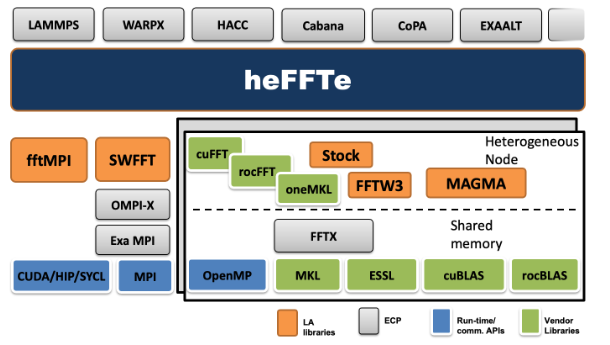 LAMMPS WARPX HACC Cabana CoPA EXAALT
heFFTe
fftMPI
SWFFT
OMPI-X
Exa MPI
CUDA/HIP/SYCL
MPI
cuFFT
rocFFT
oneMKL
Stock
FFTW3
MAGMA
Heterogeneous
Node
FFTX
Shared
memory
OpenMP
MKL
ESSL
cuBLAS
rocBLAS
LA
libraries
ECP
Run-time/
comm. APIs
Vendor
Libraries